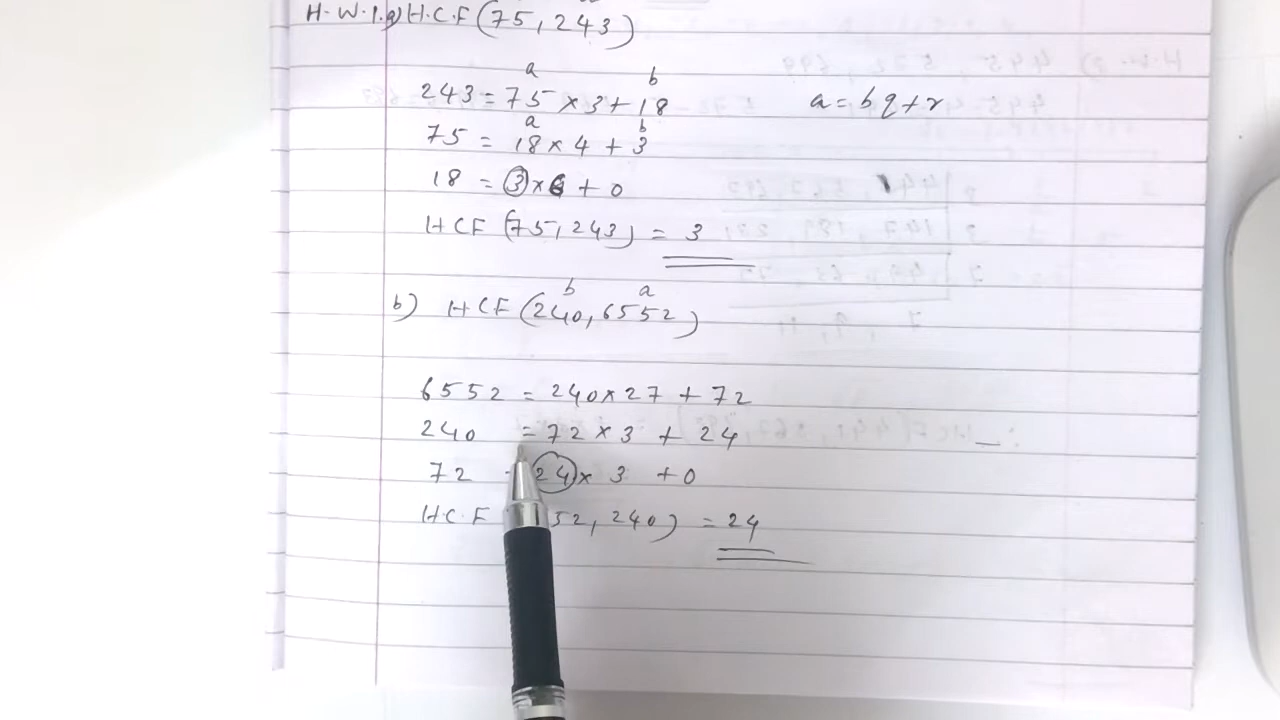 H.W.1.a) H.C.F (75, 243)
a b
243 = 75 × 3 + 18 a = bq + r
a b
75 = 18 × 4 + 3
18 = 3 × 6 + 0
HCF (75, 243) = 3
b a
b) HCF (240, 6552)
6552 = 240 × 27 + 72
240 = 72 × 3 + 24
72 24 × 3 + 0
H.C.F 52, 240) = 24